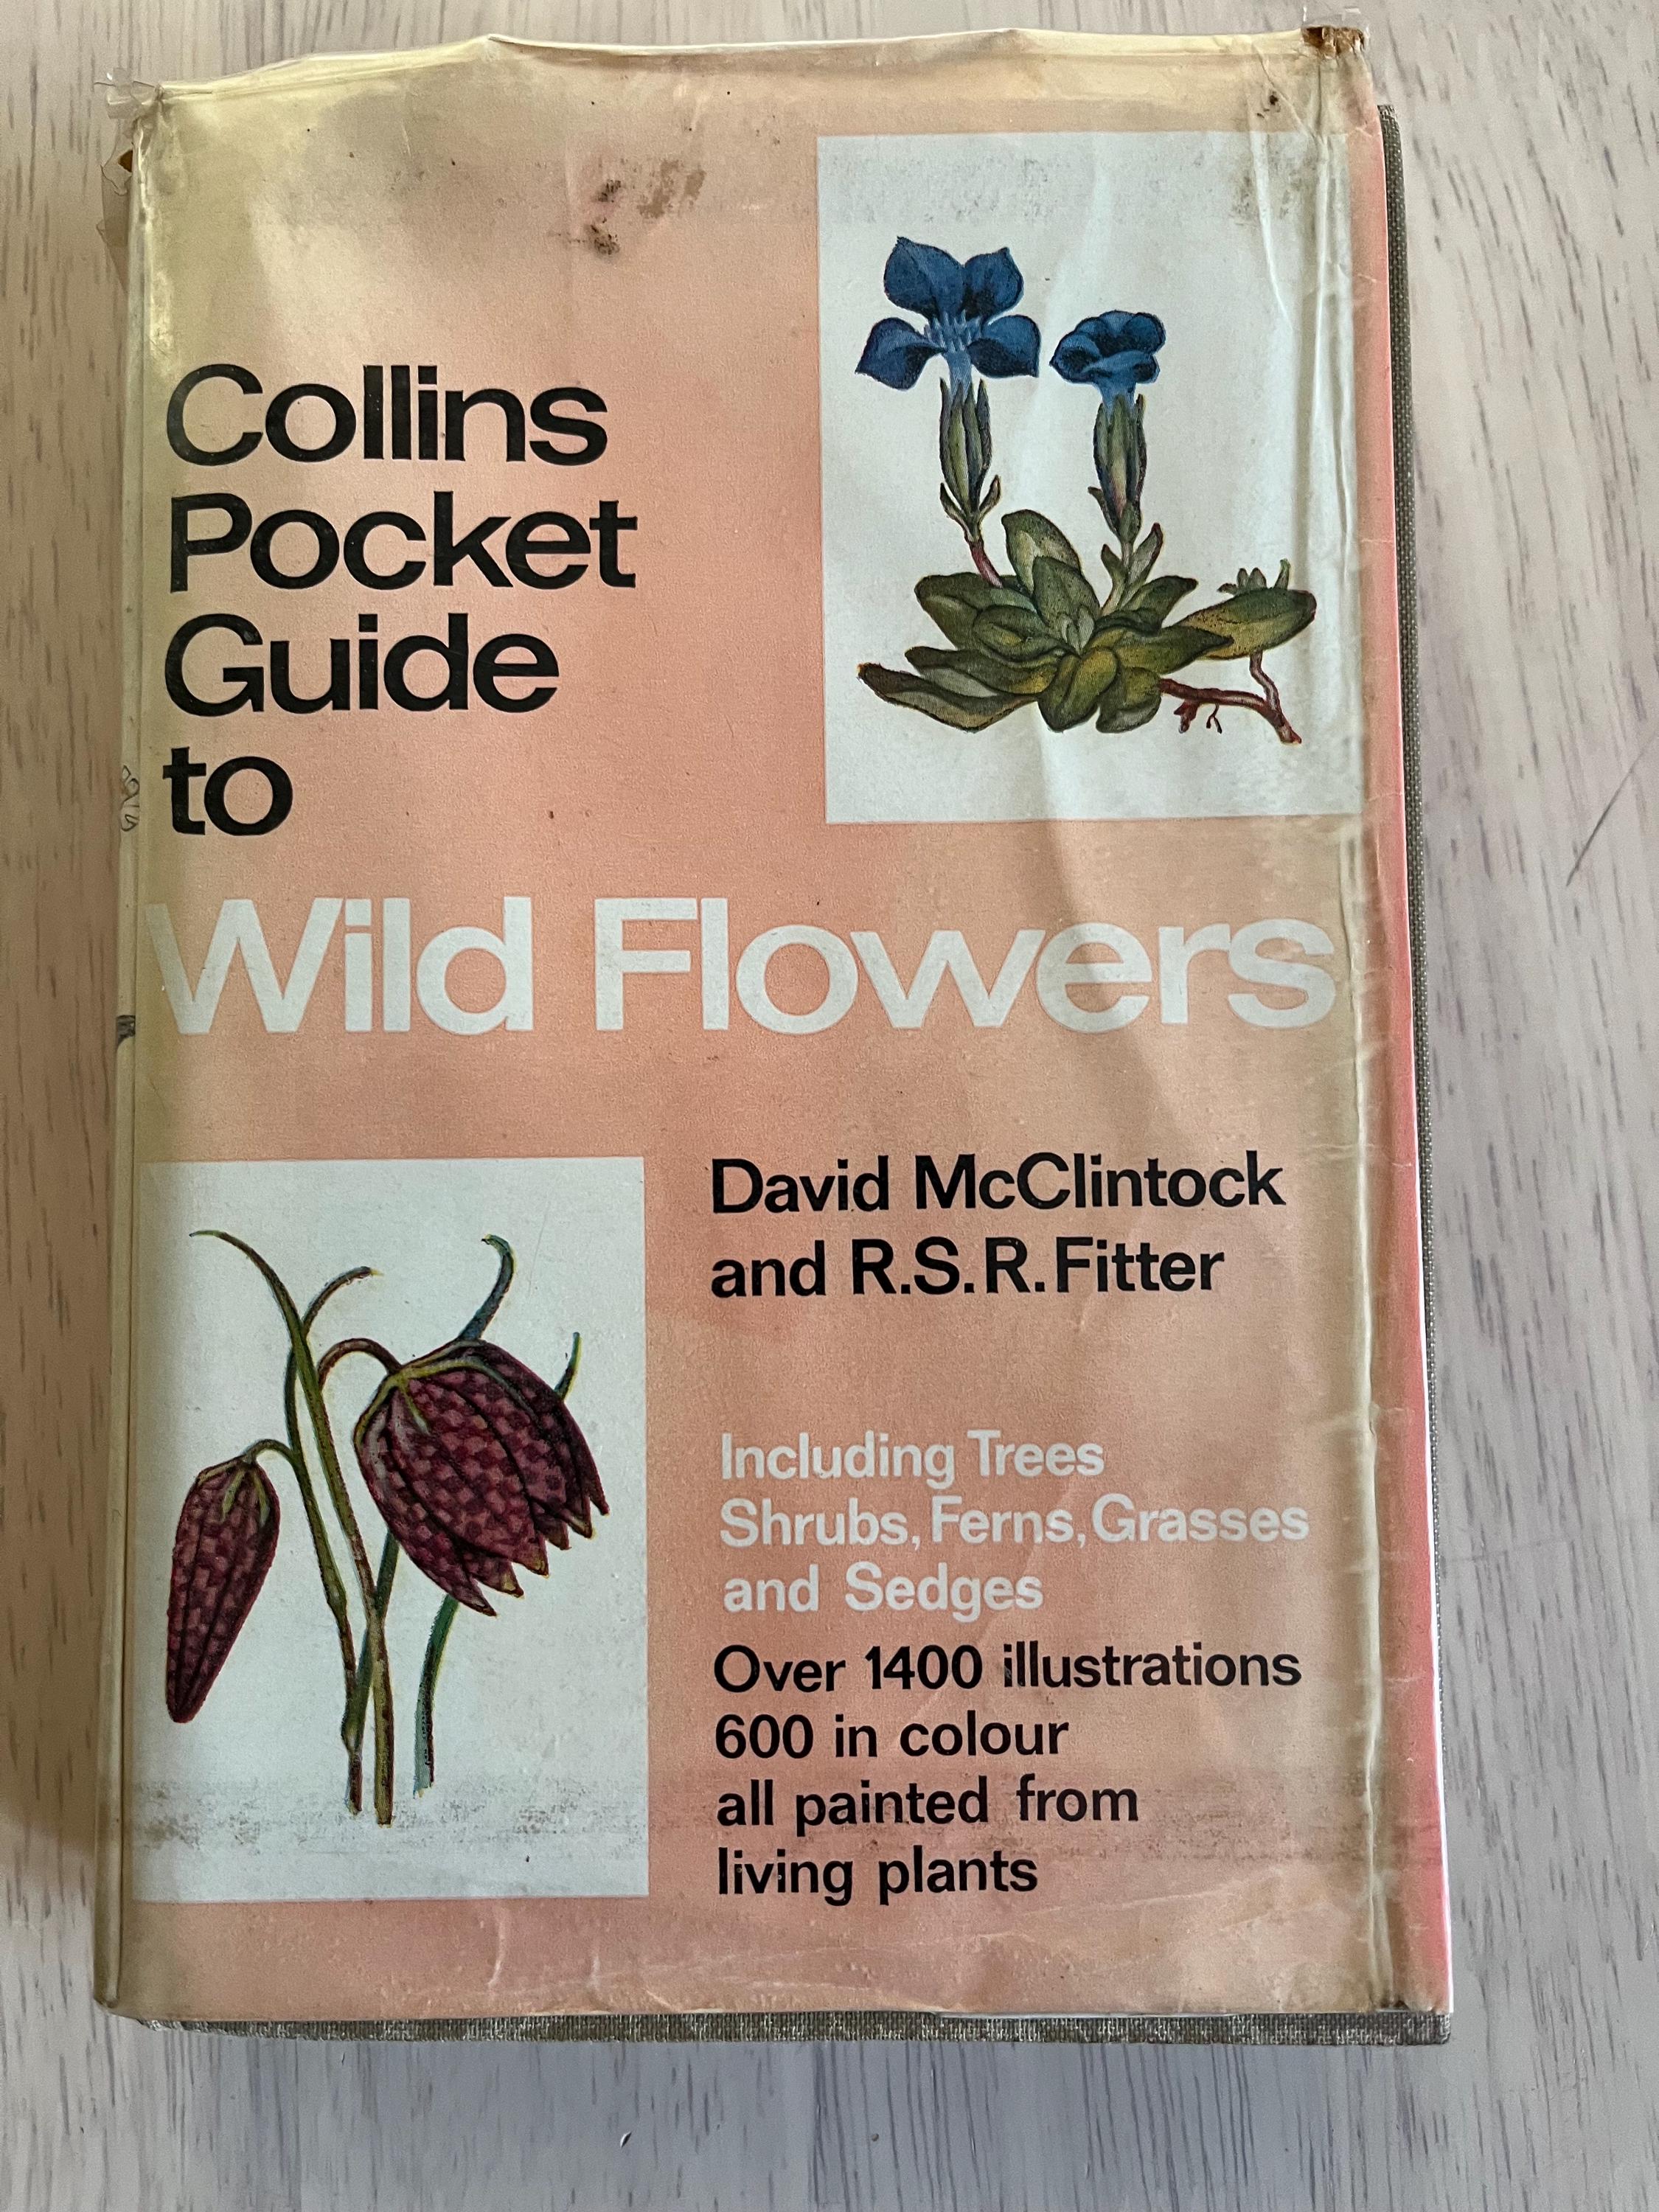 Collins
Pocket
Guide
to
Wild Flowers
David McClintock
and R.S.R. Fitter
Including Trees
Shrubs, Ferns, Grasses
and Sedges
Over 1400 illustrations
600 in colour
all painted from
living plants